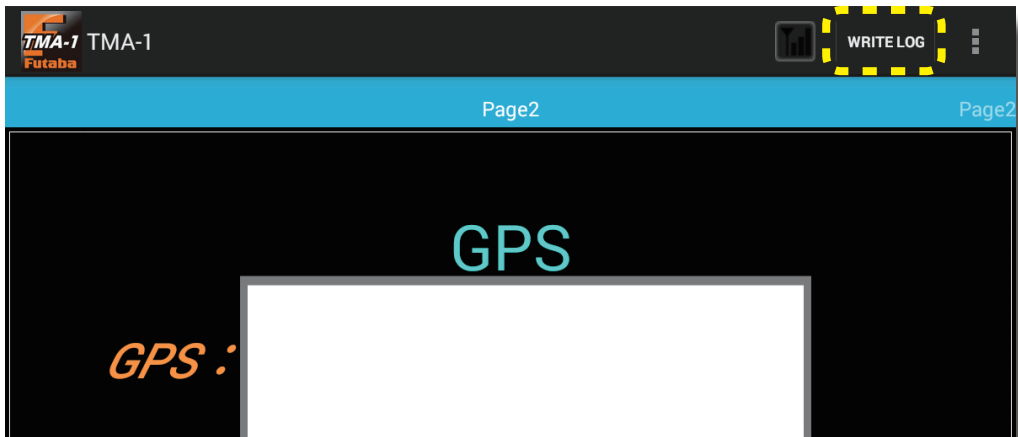 TMA-1
Futaba
TMA-1
WRITE LOG
Page2
Page2
GPS
GPS :